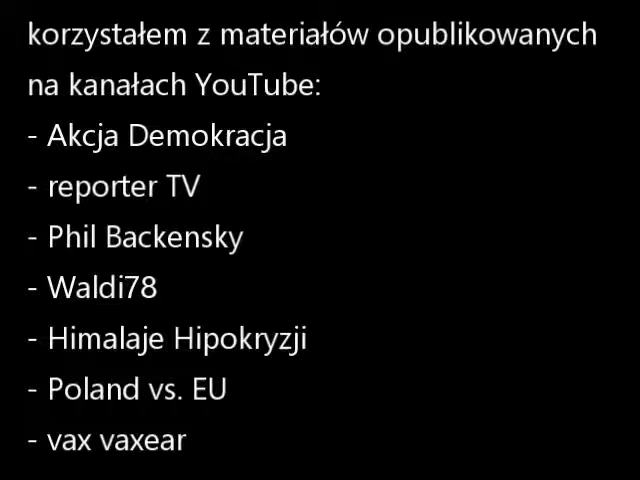 korzystałem z materiałów opublikowanych
na kanałach YouTube:
- Akcja Demokracja
- reporter TV
- Phil Backensky
- Waldi78
- Himalaje Hipokryzji
- Poland vs. EU
- vax vaxear